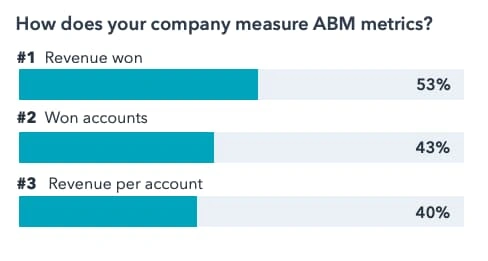 How does your company measure ABM metrics?
#1 Revenue won
53%
#2 Won accounts
43%
#3 Revenue per account
40%